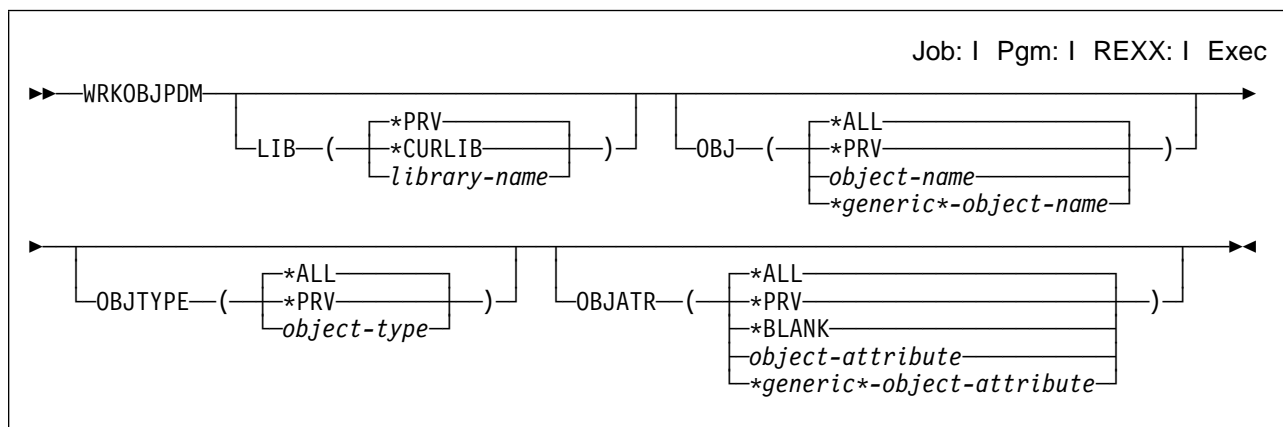 Job: I Pgm: I REXX: I Exec
WRKOBJPDM
LIB ( *PRV )
*CURLIB
library-name
OBJ ( *ALL )
*PRV
object-name
*generic*-object-name
OBJTYPE ( *ALL )
*PRV
object-type
OBJATR ( *ALL )
*PRV
*BLANK
object-attribute
*generic*-object-attribute